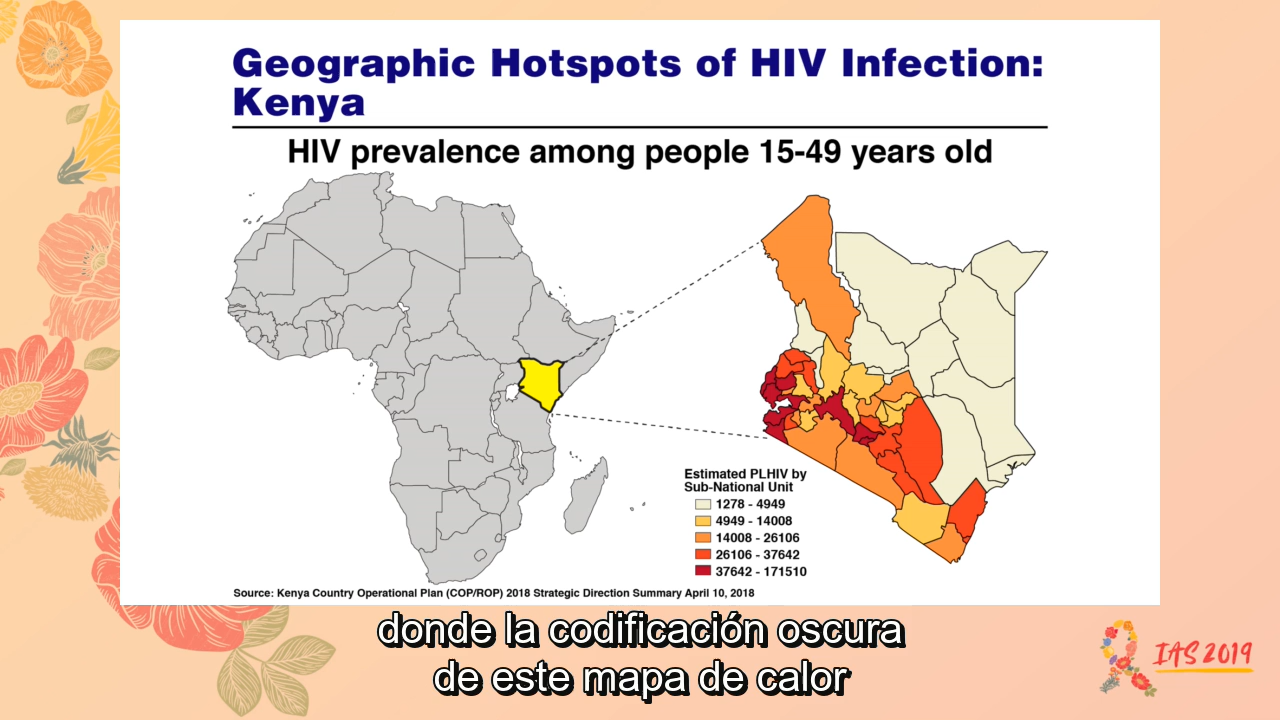 Geographic Hotspots of HIV Infection:
Kenya
HIV prevalence among people 15-49 years old
Estimated PLHIV by
Sub-National Unit
1278 - 4949
4949 - 14008
14008 - 26106
26106 - 37642
37642 - 171510
Source: Kenya Country Operational Plan (COP/ROP) 2018 Strategic Direction Summary April 10, 2018
donde la codificación oscura
de este mapa de calor
IAS 2019